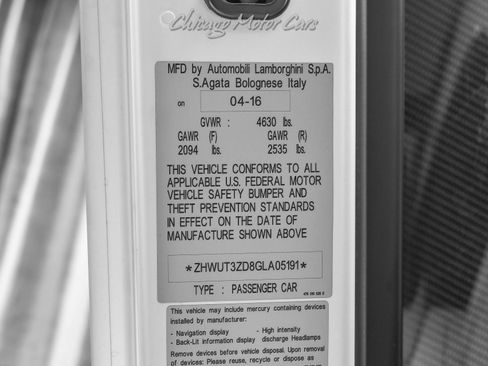 Chicago Motor Cars
MFD by Automobili Lamborghini S.p.A.
S.Agata Bolognese Italy
on 04-16
GVWR : 4630 lbs.
GAWR (F) GAWR (R)
2094 lbs. 2535 lbs.
THIS VEHICLE CONFORMS TO ALL
APPLICABLE U.S. FEDERAL MOTOR
VEHICLE SAFETY BUMPER AND
THEFT PREVENTION STANDARDS
IN EFFECT ON THE DATE OF
MANUFACTURE SHOWN ABOVE
*ZHWUT3ZD8GLA05191*
TYPE : PASSENGER CAR
This vehicle may include mercury containing devices
installed by manufacturer:
- Navigation display - High intensity
- Back-Lit information display discharge Headlamps
Remove devices before vehicle disposal. Upon removal
of devices: Please reuse, recycle or dispose as